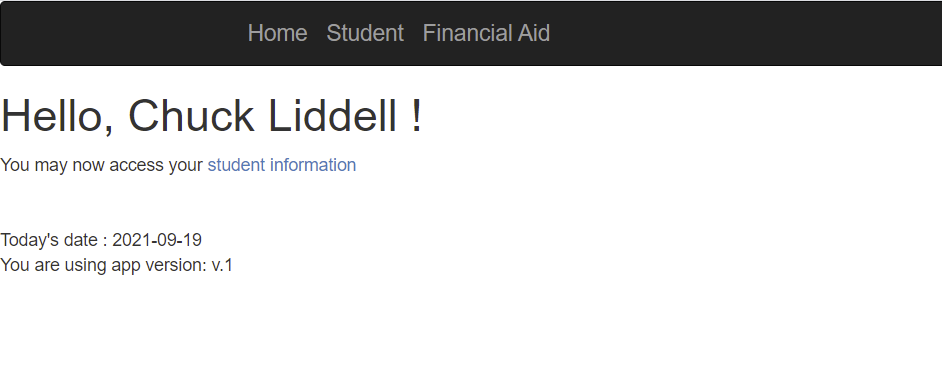 Home Student Financial Aid
Hello, Chuck Liddell !
You may now access your student information
Today's date : 2021-09-19
You are using app version: v.1